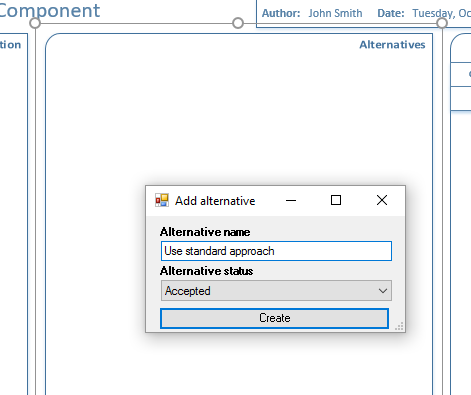 Component
Author: John Smith Date: Tuesday, Oc
tion
Alternatives
Add alternative
Alternative name
Use standard approach
Alternative status
Accepted
Create